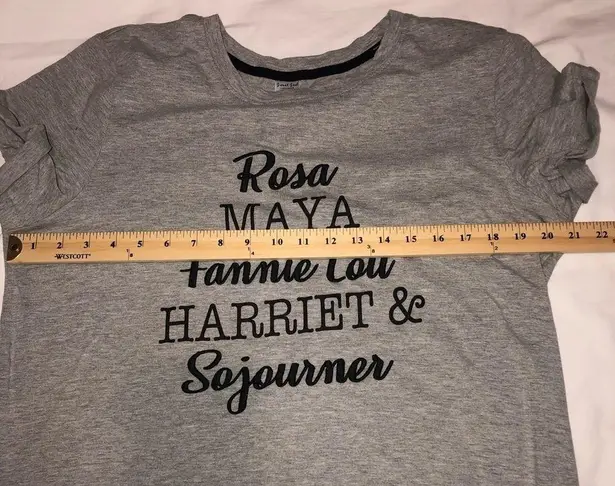 Rosa
MAYA
1 2 3 4 5 6 7 8 9 10 11 12 13 14 15 16 17 18 19 20 21 22
WESTCOTT
Fannie Lou
HARRIET &
Sojourner